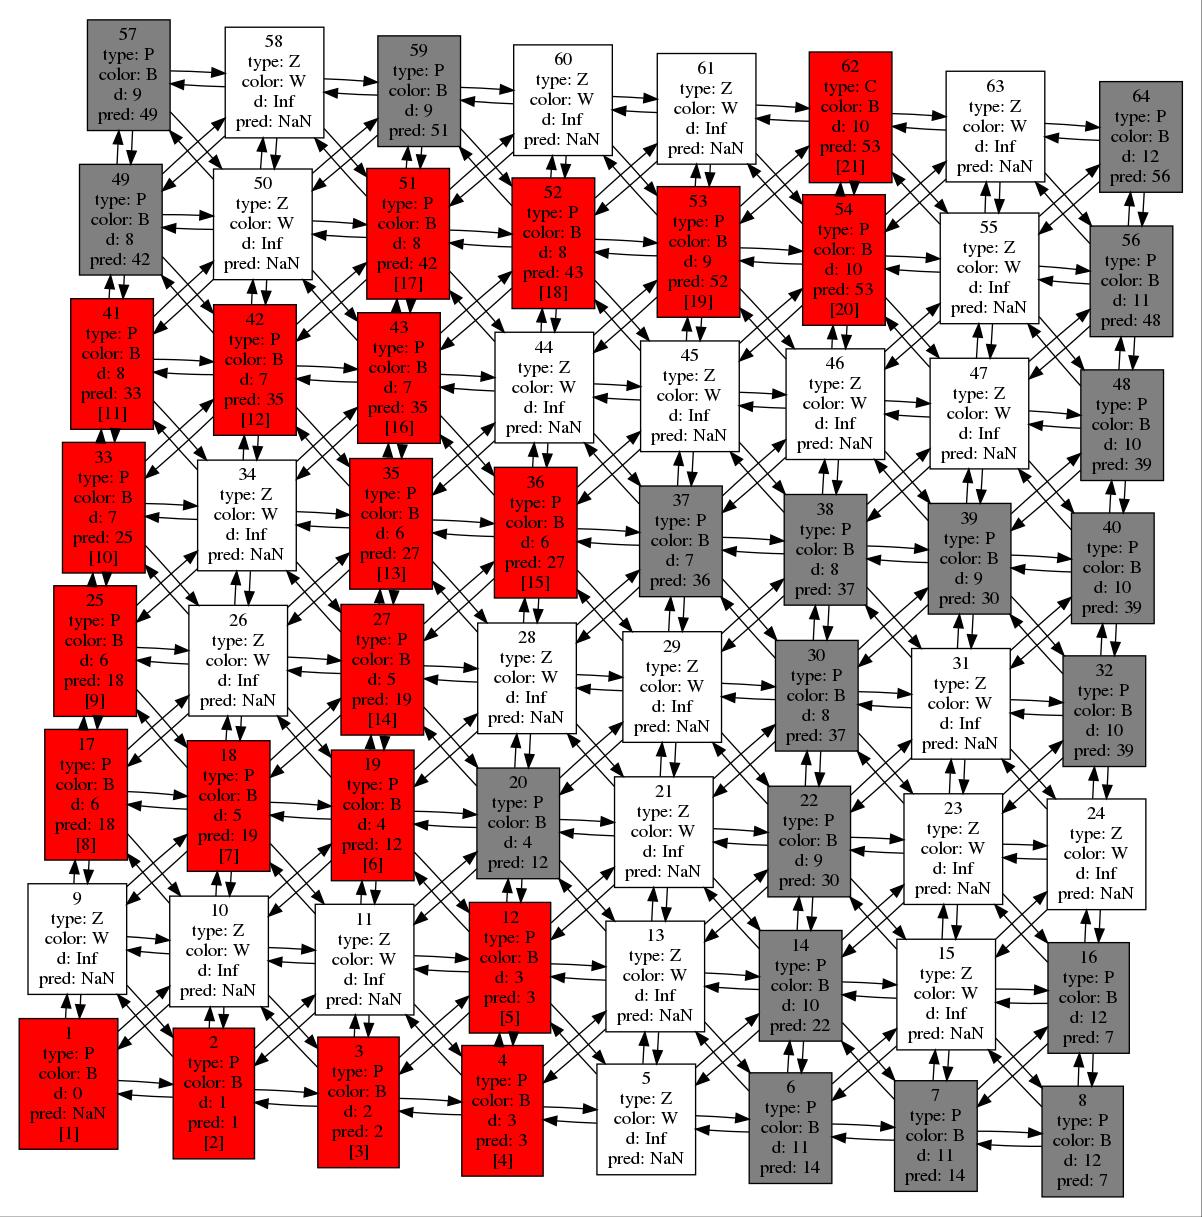 57
type: P
color: B
d: 9
pred: 49
58
type: Z
color: W
d: Inf
pred: NaN
59
type: P
color: B
d: 9
pred: 51
60
type: Z
color: W
d: Inf
pred: NaN
61
type: Z
color: W
d: Inf
pred: NaN
62
type: C
color: B
d: 10
pred: 53
[21]
63
type: Z
color: W
d: Inf
pred: NaN
64
type: P
color: B
d: 12
pred: 56
49
type: P
color: B
d: 8
pred: 42
50
type: Z
color: W
d: Inf
pred: NaN
51
type: P
color: B
d: 8
pred: 42
[17]
52
type: P
color: B
d: 8
pred: 43
[18]
53
type: P
color: B
d: 9
pred: 52
[19]
54
type: P
color: B
d: 10
pred: 53
[20]
55
type: Z
color: W
d: Inf
pred: NaN
56
type: P
color: B
d: 11
pred: 48
41
type: P
color: B
d: 8
pred: 33
[11]
42
type: P
color: B
d: 7
pred: 35
[12]
43
type: P
color: B
d: 7
pred: 35
[16]
44
type: Z
color: W
d: Inf
pred: NaN
45
type: Z
color: W
d: Inf
pred: NaN
46
type: Z
color: W
d: Inf
pred: NaN
47
type: Z
color: W
d: Inf
pred: NaN
48
type: P
color: B
d: 10
pred: 39
33
type: P
color: B
d: 7
pred: 25
[10]
34
type: Z
color: W
d: Inf
pred: NaN
35
type: P
color: B
d: 6
pred: 27
[13]
36
type: P
color: B
d: 6
pred: 27
[15]
37
type: P
color: B
d: 7
pred: 36
38
type: P
color: B
d: 8
pred: 37
39
type: P
color: B
d: 9
pred: 30
40
type: P
color: B
d: 10
pred: 39
25
type: P
color: B
d: 6
pred: 18
[9]
26
type: Z
color: W
d: Inf
pred: NaN
27
type: P
color: B
d: 5
pred: 19
[14]
28
type: Z
color: W
d: Inf
pred: NaN
29
type: Z
color: W
d: Inf
pred: NaN
30
type: P
color: B
d: 8
pred: 37
31
type: Z
color: W
d: Inf
pred: NaN
32
type: P
color: B
d: 10
pred: 39
17
type: P
color: B
d: 6
pred: 18
[8]
18
type: P
color: B
d: 5
pred: 19
[7]
19
type: P
color: B
d: 4
pred: 12
[6]
20
type: P
color: B
d: 4
pred: 12
21
type: Z
color: W
d: Inf
pred: NaN
22
type: P
color: B
d: 9
pred: 30
23
type: Z
color: W
d: Inf
pred: NaN
24
type: Z
color: W
d: Inf
pred: NaN
9
type: Z
color: W
d: Inf
pred: NaN
10
type: Z
color: W
d: Inf
pred: NaN
11
type: Z
color: W
d: Inf
pred: NaN
12
type: P
color: B
d: 3
pred: 3
[5]
13
type: Z
color: W
d: Inf
pred: NaN
14
type: P
color: B
d: 10
pred: 22
15
type: Z
color: W
d: Inf
pred: NaN
16
type: P
color: B
d: 12
pred: 7
1
type: P
color: B
d: 0
pred: NaN
[1]
2
type: P
color: B
d: 1
pred: 1
[2]
3
type: P
color: B
d: 2
pred: 2
[3]
4
type: P
color: B
d: 3
pred: 3
[4]
5
type: Z
color: W
d: Inf
pred: NaN
6
type: P
color: B
d: 11
pred: 14
7
type: P
color: B
d: 11
pred: 14
8
type: P
color: B
d: 12
pred: 7